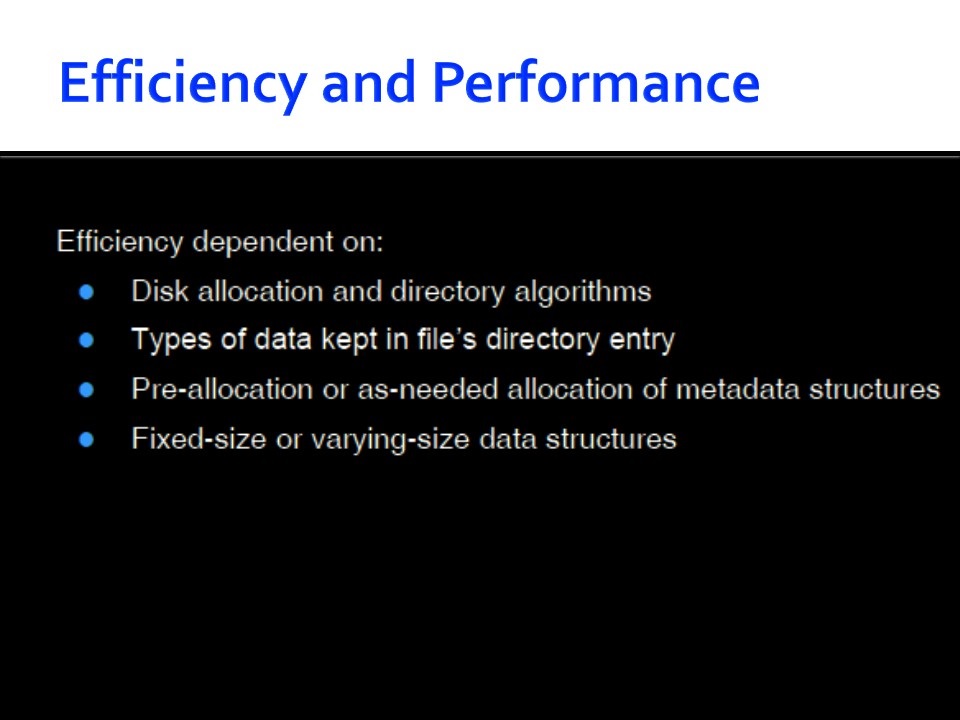 Efficiency and Performance
Efficiency dependent on:
● Disk allocation and directory algorithms
● Types of data kept in file’s directory entry
● Pre-allocation or as-needed allocation of metadata structures
● Fixed-size or varying-size data structures